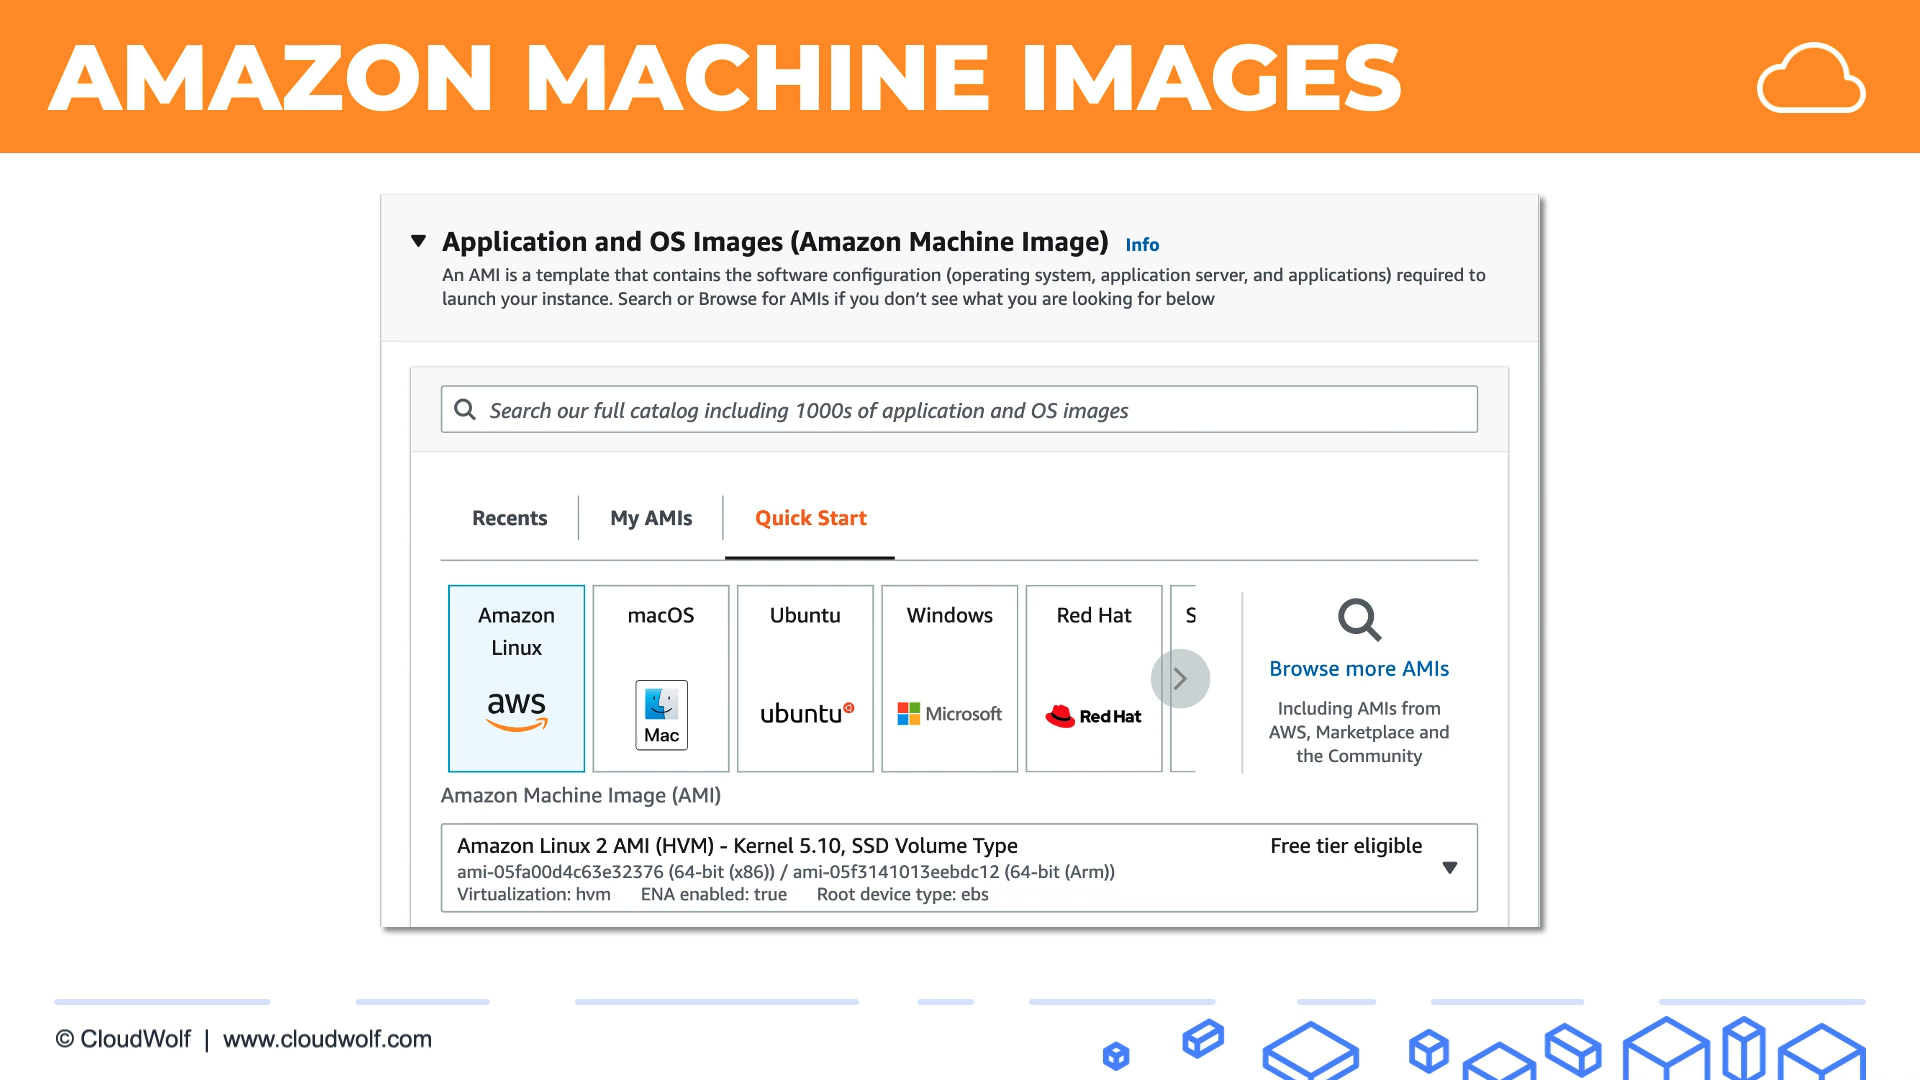 AMAZON MACHINE IMAGES
Application and OS Images (Amazon Machine Image) Info
An AMI is a template that contains the software configuration (operating system, application server, and applications) required to
launch your instance. Search or Browse for AMIs if you don’t see what you are looking for below
Search our full catalog including 1000s of application and OS images
Recents
My AMIs
Quick Start
Amazon
Linux
aws
macOS
Mac
Ubuntu
ubuntu
Windows
Microsoft
Red Hat
Red Hat
S
Browse more AMIs
Including AMIs from
AWS, Marketplace and
the Community
Amazon Machine Image (AMI)
Amazon Linux 2 AMI (HVM) - Kernel 5.10, SSD Volume Type
Free tier eligible
ami-05fa00d4c63e32376 (64-bit (x86)) / ami-05f3141013eebdc12 (64-bit (Arm))
Virtualization: hvm ENA enabled: true Root device type: ebs
© CloudWolf | www.cloudwolf.com